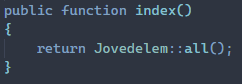 public function index()
{
    return Jovedelem::all();
}